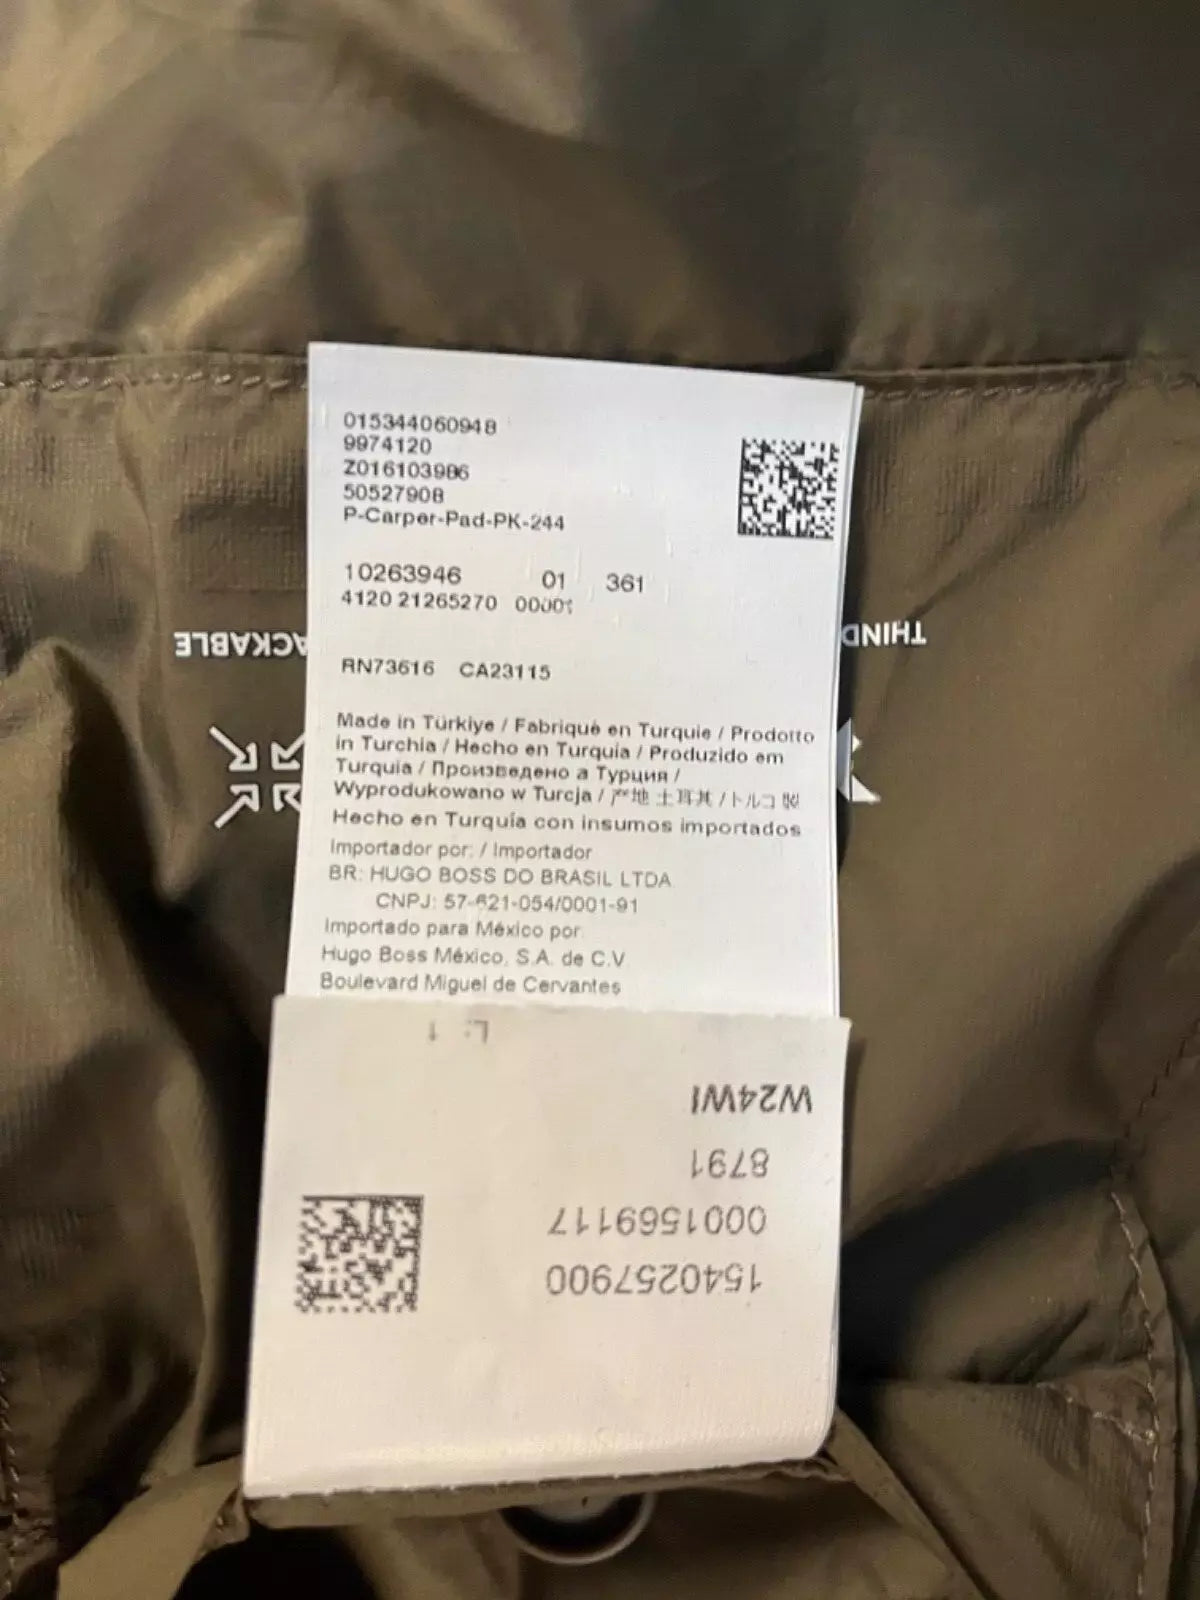 015344060948
9974120
Z016103986
50527908
P-Carper-Pad-PK-244
10263946 01 361
4120 21265270 00001
ACKABLE
THIND
RN73616 CA23115
Made in Türkiye / Fabriqué en Turquie / Prodotto
in Turchia / Hecho en Turquía / Produzido em
Turquia / Произведено а Турция /
Wyprodukowano w Turcja / 产地 土耳其 / トルコ 製
Hecho en Turquía con insumos importados
Importador por: / Importador
BR: HUGO BOSS DO BRASIL LTDA
CNPJ: 57-621-054/0001-91
Importado para México por:
Hugo Boss México, S.A. de C.V.
Boulevard Miguel de Cervantes
1540257900
0001569117
8791
W24WI
L: 1